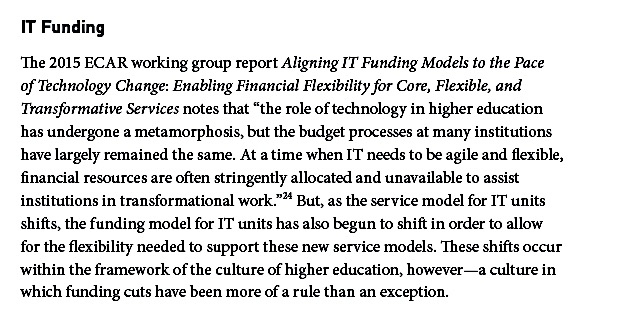 IT Funding
The 2015 ECAR working group report Aligning IT Funding Models to the Pace
of Technology Change: Enabling Financial Flexibility for Core, Flexible, and
Transformative Services notes that “the role of technology in higher education
has undergone a metamorphosis, but the budget processes at many institutions
have largely remained the same. At a time when IT needs to be agile and flexible,
financial resources are often stringently allocated and unavailable to assist
institutions in transformational work.”24 But, as the service model for IT units
shifts, the funding model for IT units has also begun to shift in order to allow
for the flexibility needed to support these new service models. These shifts occur
within the framework of the culture of higher education, however—a culture in
which funding cuts have been more of a rule than an exception.